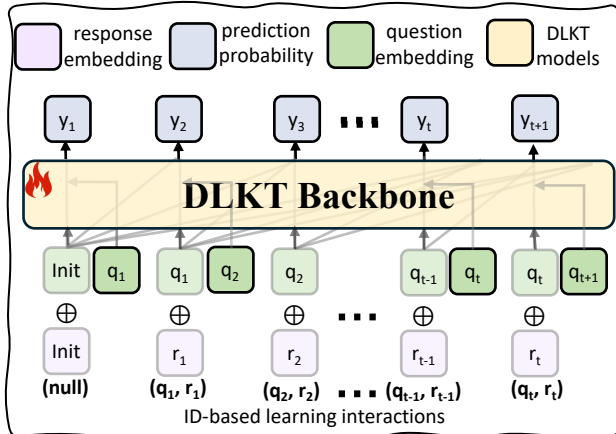 response embedding
prediction probability
question embedding
DLKT models
y1 y2 y3 ... yt yt+1
DLKT Backbone
Init q1 q1 q2 q2 qt-1 qt qt qt+1
⊕ ⊕ ⊕ ... ⊕ ⊕
Init r1 r2 rt-1 rt
(null) (q1, r1) (q2, r2) ... (qt-1, rt-1) (qt, rt)
ID-based learning interactions